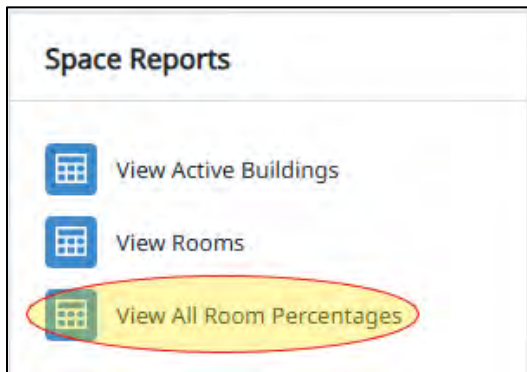 Space Reports
View Active Buildings
View Rooms
View All Room Percentages